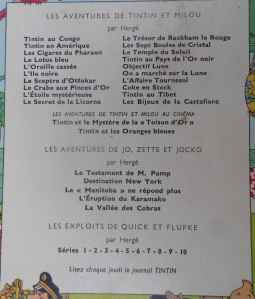 LES AVENTURES DE TINTIN ET MILOU
par Hergé
Tintin au Congo
Tintin en Amérique
Les Cigares du Pharaon
Le Lotus bleu
L'Oreille cassée
L'Ile noire
Le Sceptre d'Ottokar
Le Crabe aux Pinces d'Or
L'Étoile mystérieuse
Le Secret de la Licorne
Le Trésor de Rackham le Rouge
Les Sept Boules de Cristal
Le Temple du Soleil
Tintin au Pays de l'Or noir
Objectif Lune
On a marché sur la Lune
L'Affaire Tournesol
Coke en Stock
Tintin au Tibet
Les Bijoux de la Castafiore
LES AVENTURES DE TINTIN ET MILOU AU CINÉMA
Tintin et le Mystère de la « Toison d'Or »
Tintin et les Oranges bleues
LES AVENTURES DE JO, ZETTE ET JOCKO
par Hergé
Le Testament de M. Pump
Destination New York
Le « Manitoba » ne répond plus
L'Éruption du Karamako
La Vallée des Cobras
LES EXPLOITS DE QUICK ET FLUPKE
par Hergé
Séries 1 - 2 - 3 - 4 - 5 - 6 - 7 - 8 - 9 - 10
Lisez chaque jeudi le journal TINTIN